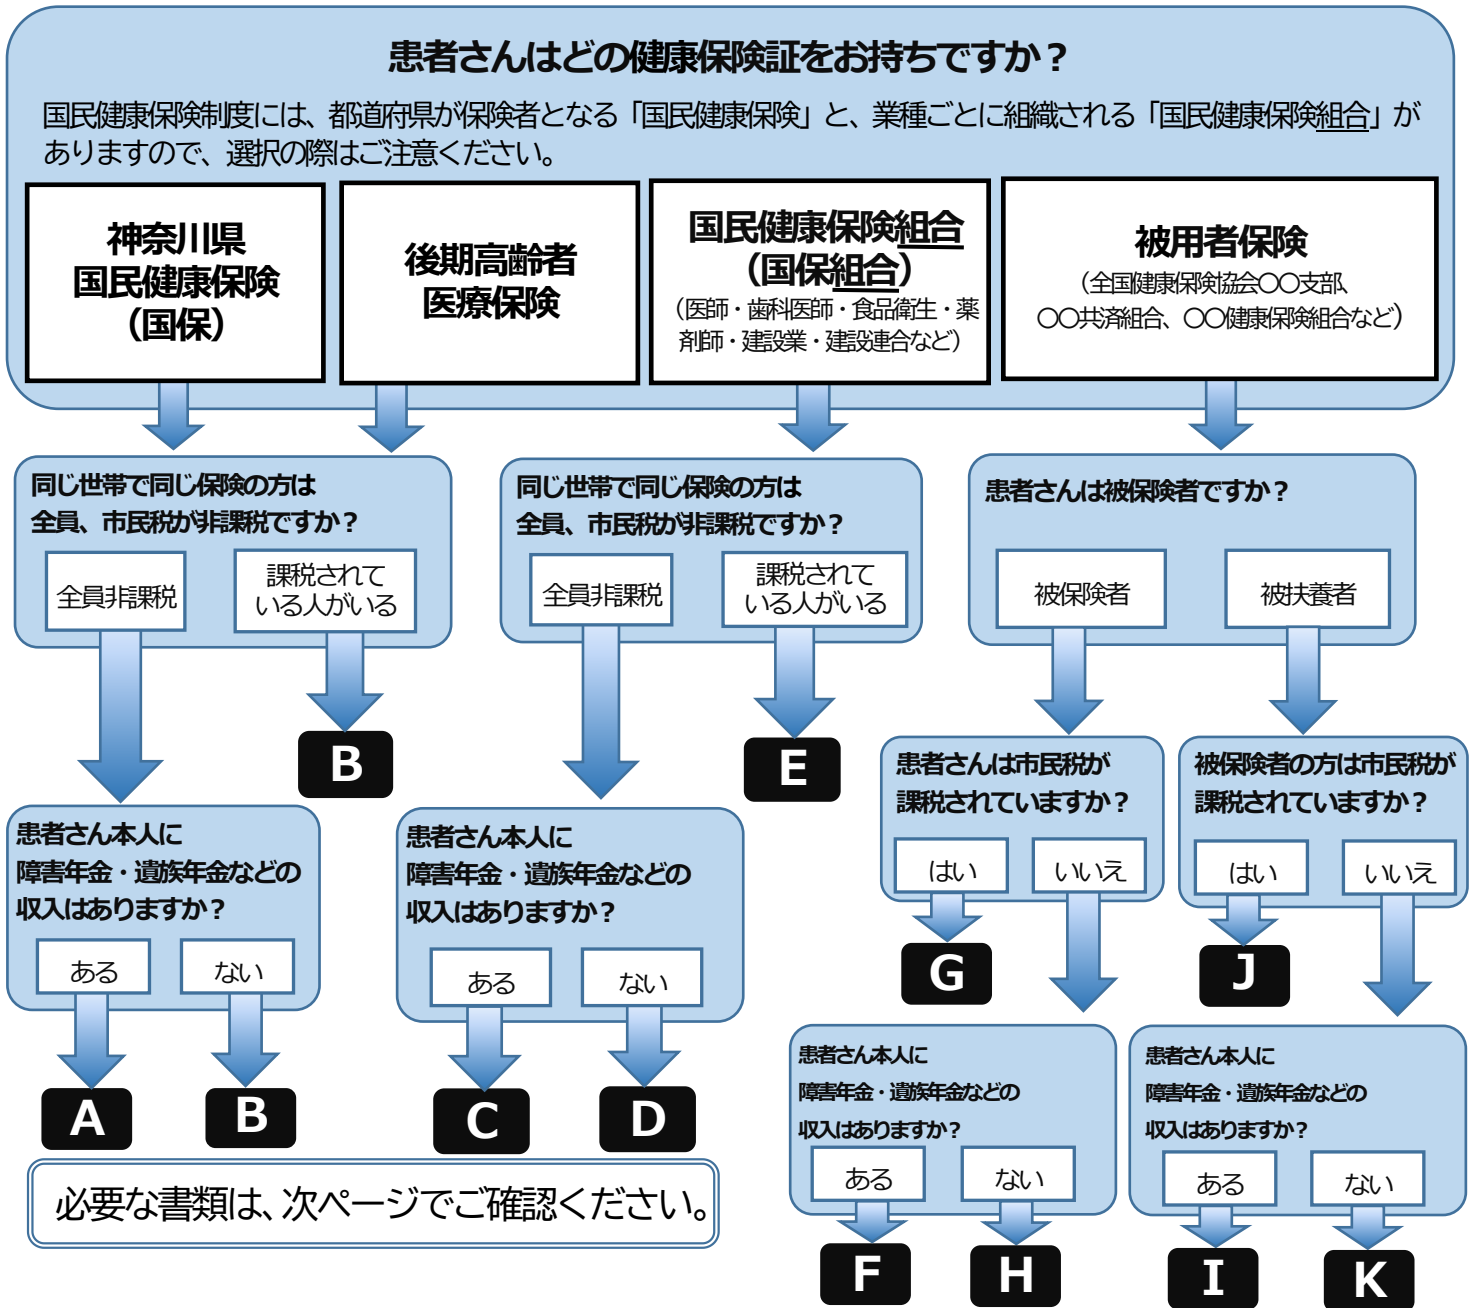 患者さんはどの健康保険証をお持ちですか？
国民健康保険制度には、都道府県が保険者となる「国民健康保険」と、業種ごとに組織される「国民健康保険組合」が
ありますので、選択の際はご注意ください。
神奈川県
国民健康保険
（国保）
後期高齢者
医療保険
国民健康保険組合
（国保組合）
（医師・歯科医師・食品衛生・薬
剤師・建設業・建設連合など）
被用者保険
（全国健康保険協会〇〇支部、
〇〇共済組合、〇〇健康保険組合など）
同じ世帯で同じ保険の方は
全員、市民税が非課税ですか？
全員非課税
課税されて
いる人がいる
同じ世帯で同じ保険の方は
全員、市民税が非課税ですか？
全員非課税
課税されて
いる人がいる
患者さんは被保険者ですか？
被保険者
被扶養者
B
E
患者さんは市民税が
課税されていますか？
はい
いいえ
被保険者の方は市民税が
課税されていますか？
はい
いいえ
患者さん本人に
障害年金・遺族年金などの
収入はありますか？
ある
ない
患者さん本人に
障害年金・遺族年金などの
収入はありますか？
ある
ない
G
J
患者さん本人に
障害年金・遺族年金などの
収入はありますか？
ある
ない
患者さん本人に
障害年金・遺族年金などの
収入はありますか？
ある
ない
A
B
C
D
必要な書類は、次ページでご確認ください。
F
H
I
K